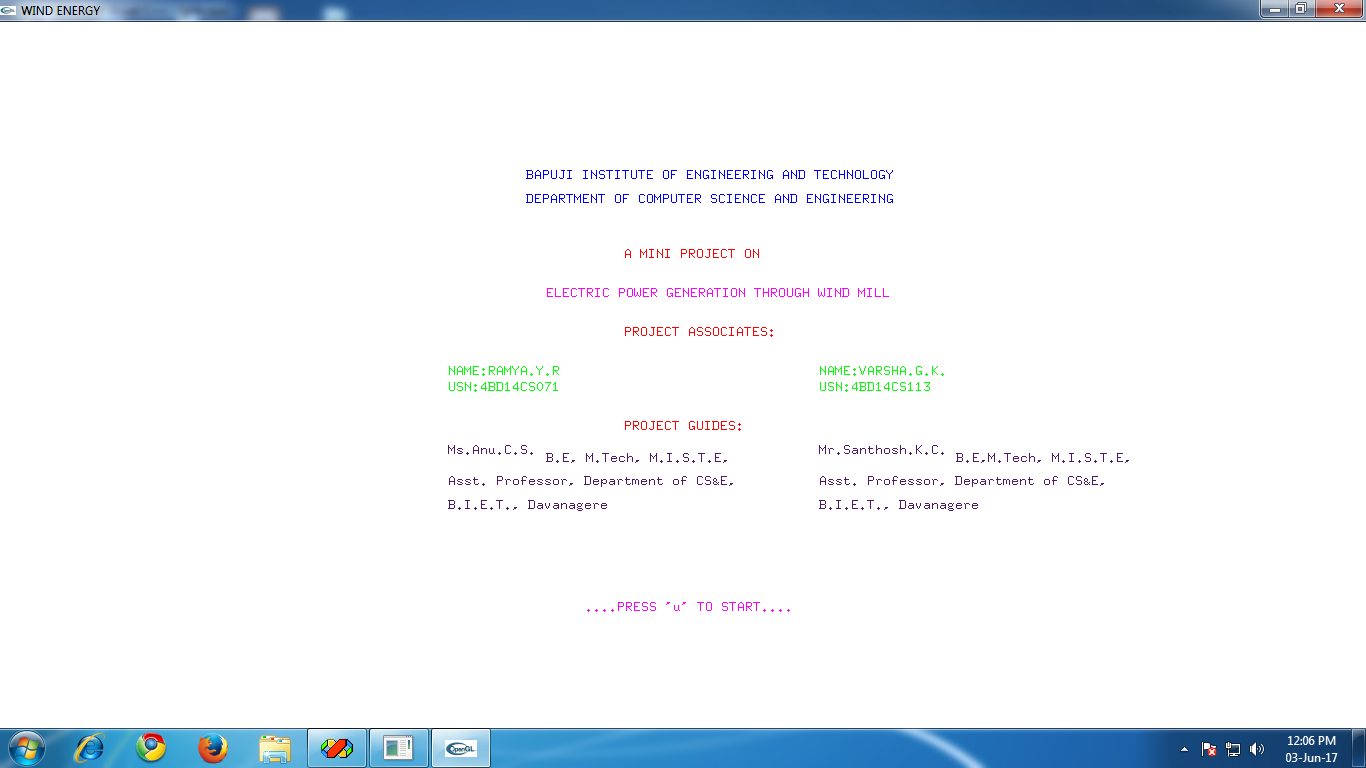 WIND ENERGY
BAPUJI INSTITUTE OF ENGINEERING AND TECHNOLOGY
DEPARTMENT OF COMPUTER SCIENCE AND ENGINEERING
A MINI PROJECT ON
ELECTRIC POWER GENERATION THROUGH WIND MILL
PROJECT ASSOCIATES:
NAME:RAMYA.Y.R NAME:VARSHA.G.K.
USN:4BD14CS071 USN:4BD14CS113
PROJECT GUIDES:
Ms.Anu.C.S. B.E, M.Tech, M.I.S.T.E, Mr.Santhosh.K.C. B.E,M.Tech, M.I.S.T.E,
Asst. Professor, Department of CS&E, Asst. Professor, Department of CS&E,
B.I.E.T., Davanagere B.I.E.T., Davanagere
....PRESS 'u' TO START....
OpenGL
12:06 PM
03-Jun-17